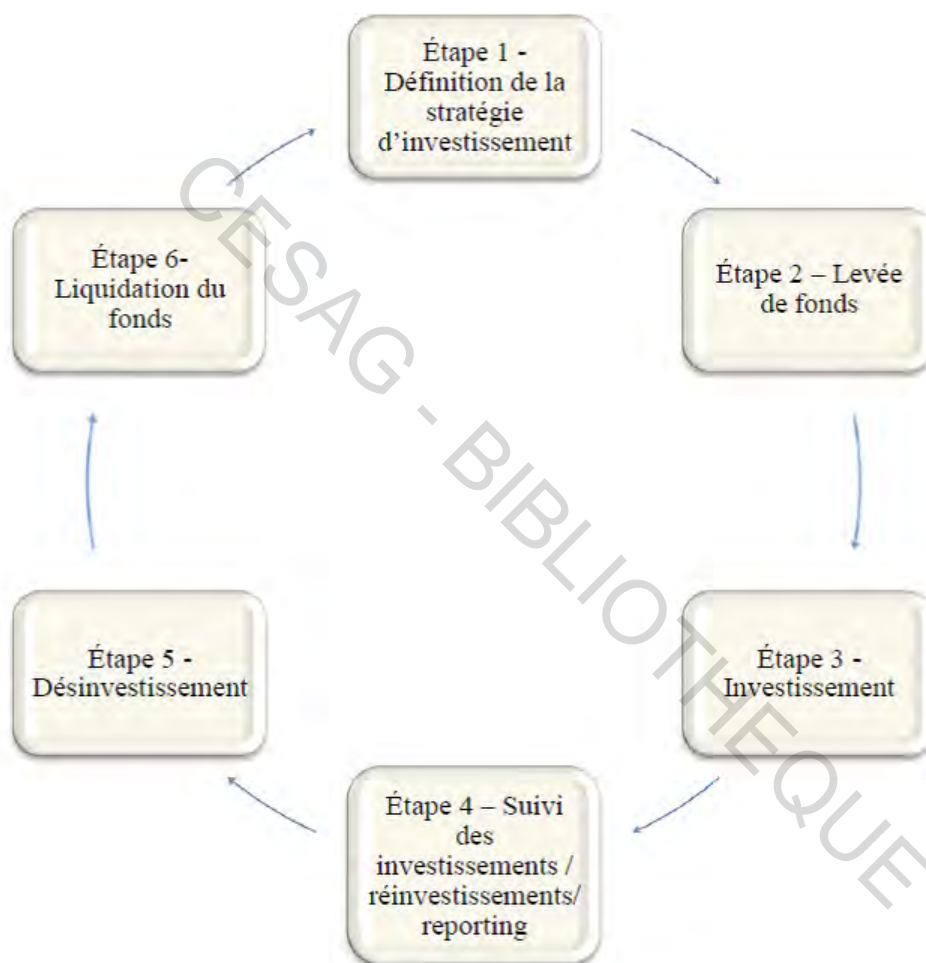 Étape 1 -
Définition de la
stratégie
d’investissement
Étape 2 – Levée
de fonds
Étape 3 -
Investissement
Étape 4 – Suivi
des
investissements /
réinvestissements/
reporting
Étape 5 -
Désinvestissement
Étape 6-
Liquidation du
fonds
CESAG - BIBLIOTHEQUE